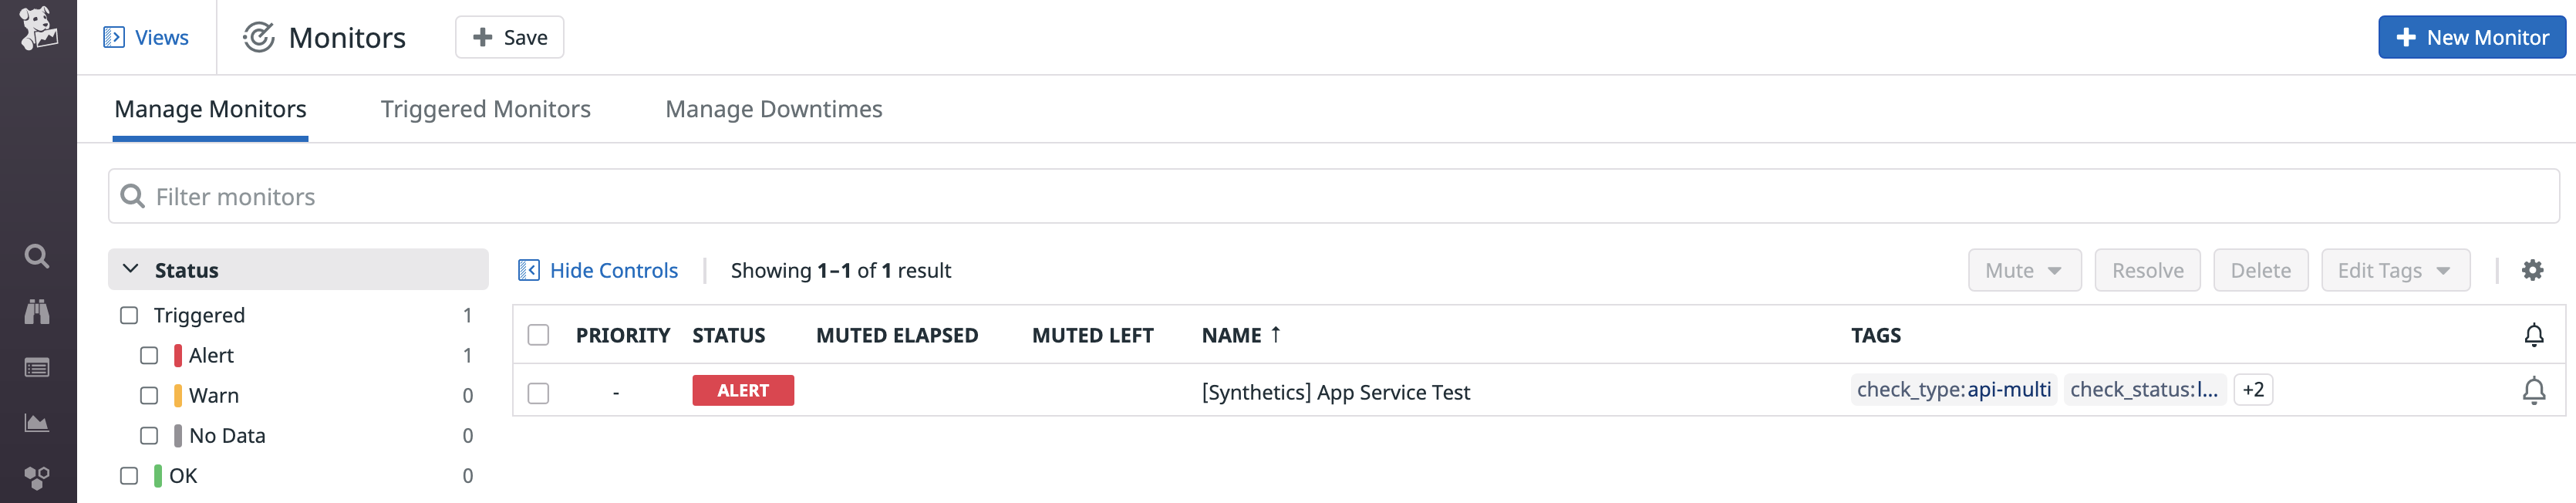 Views
Monitors
Save
New Monitor
Manage Monitors
Triggered Monitors
Manage Downtimes
Filter monitors
Status
Triggered 1
Alert 1
Warn 0
No Data 0
OK 0
Hide Controls
Showing 1–1 of 1 result
Mute
Resolve
Delete
Edit Tags
PRIORITY STATUS MUTED ELAPSED MUTED LEFT NAME ↑ TAGS
- ALERT [Synthetics] App Service Test check_type:api-multi check_status:l... +2